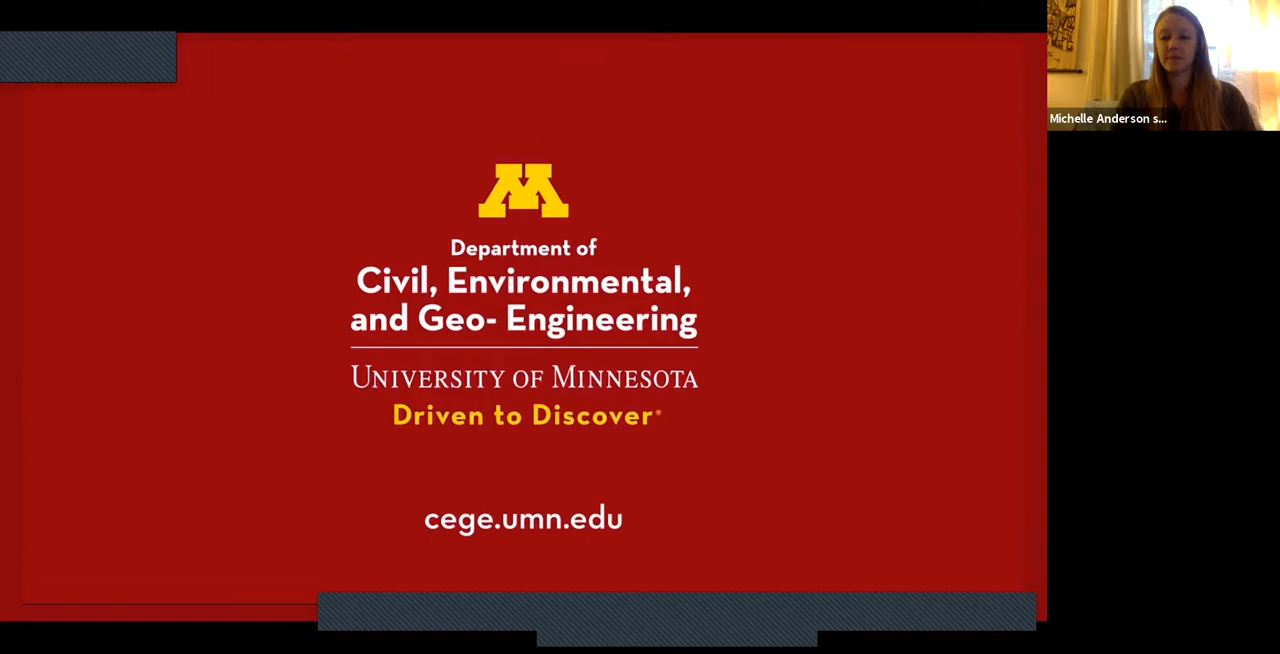 Michelle Anderson s...
M
Department of
Civil, Environmental,
and Geo- Engineering
UNIVERSITY OF MINNESOTA
Driven to Discover®
cege.umn.edu